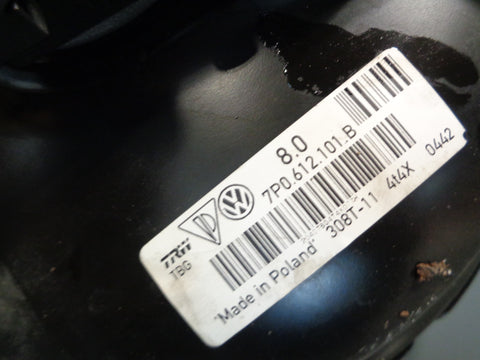 8.0
7P0.612.101.B
TRW
TBG
"Made in Poland" 308T-11 4t4X 0442